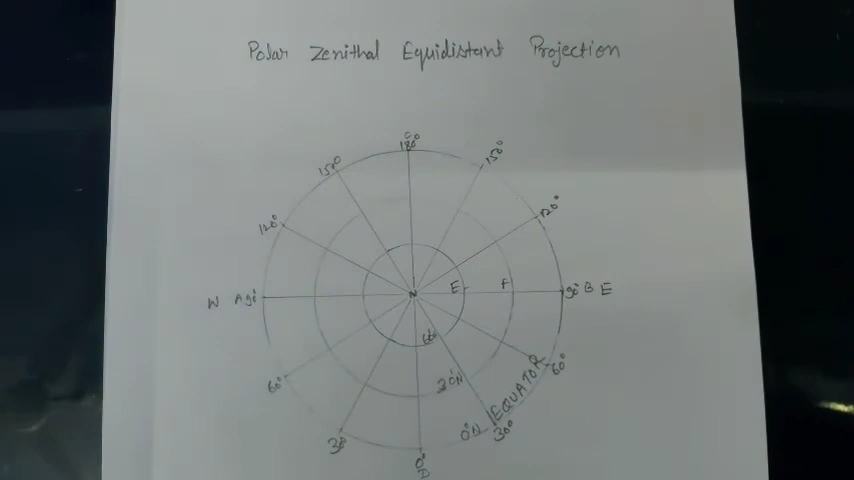 Polar Zenithal Equidistant Projection
C
180°
150°
150°
120°
120°
W A 90°
N
E
F
90° B E
60°
30°N
EQUATOR
60°
60°
0°N
30°
30°
0°
D